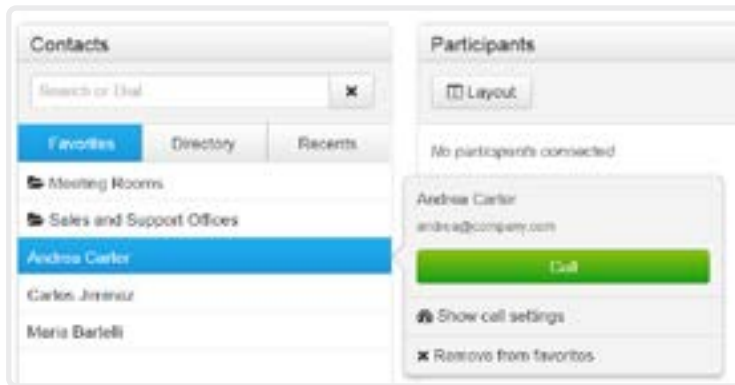 Contacts
Search or Dial
Favorites Directory Recents
Meeting Rooms
Sales and Support Offices
Andrea Carter
Carlos Jiminaz
Maria Bartelli
Participants
Layout
No participants connected
Andrea Carter
andrea@company.com
Call
Show call settings
Remove from favorites